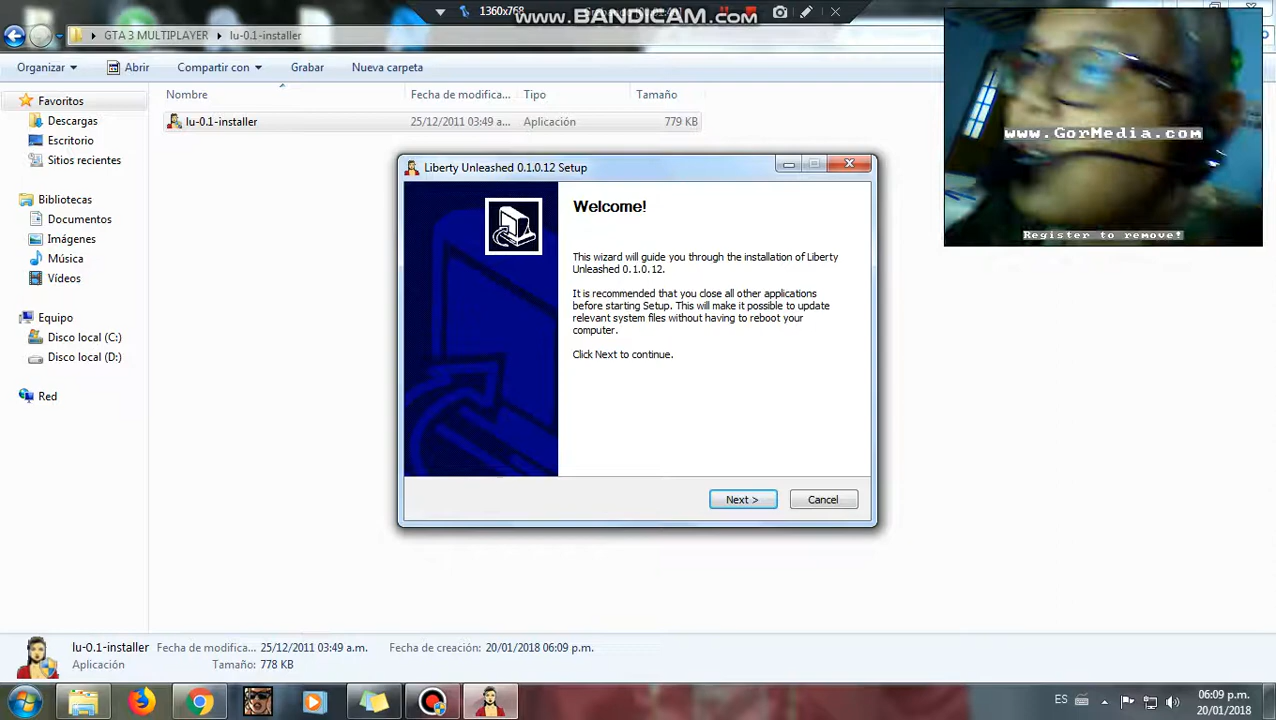 1360x768
www.BANDICAM.com
GTA 3 MULTIPLAYER lu-0.1-installer
Organizar Abrir Compartir con Grabar Nueva carpeta
Nombre Fecha de modifica... Tipo Tamaño
lu-0.1-installer 25/12/2011 03:49 a... Aplicación 779 KB
Favoritos
Descargas
Escritorio
Sitios recientes
Bibliotecas
Documentos
Imágenes
Música
Vídeos
Equipo
Disco local (C:)
Disco local (D:)
Red
Liberty Unleashed 0.1.0.12 Setup
Welcome!
This wizard will guide you through the installation of Liberty
Unleashed 0.1.0.12.
It is recommended that you close all other applications
before starting Setup. This will make it possible to update
relevant system files without having to reboot your
computer.
Click Next to continue.
Next >
Cancel
www.GorMedia.com
Register to remove!
lu-0.1-installer Fecha de modifica... 25/12/2011 03:49 a.m. Fecha de creación: 20/01/2018 06:09 p.m.
Aplicación Tamaño: 778 KB
ES
06:09 p.m.
20/01/2018